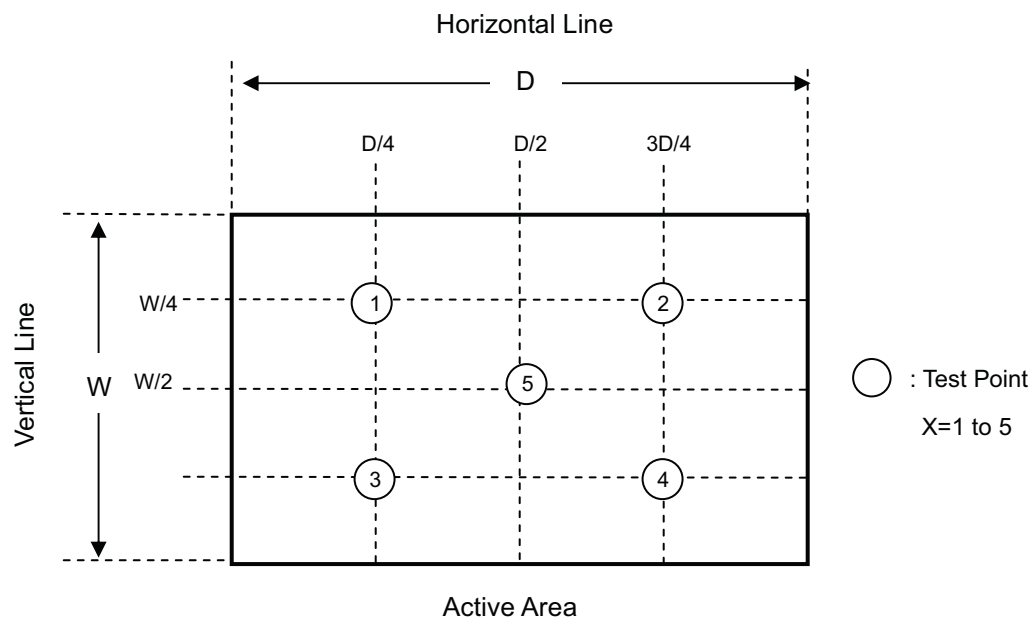 Horizontal Line
D
D/4
D/2
3D/4
W/4
1
2
Vertical Line
W
W/2
5
: Test Point
X=1 to 5
3
4
Active Area